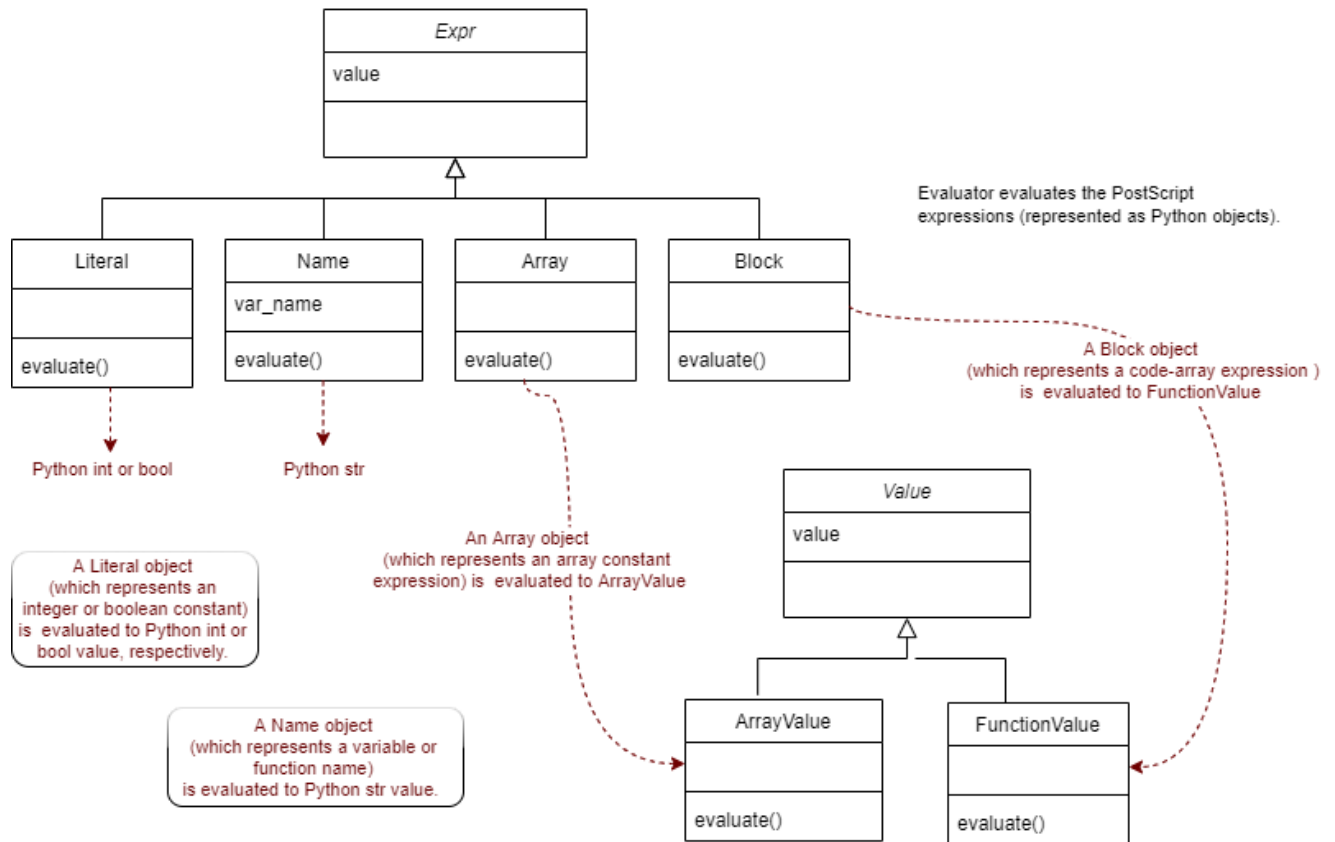 Expr
value
Evaluator evaluates the PostScript
expressions (represented as Python objects).
Literal
evaluate()
Name
var_name
evaluate()
Array
evaluate()
Block
evaluate()
A Block object
(which represents a code-array expression )
is evaluated to FunctionValue
Python int or bool
Python str
An Array object
(which represents an array constant
expression) is evaluated to ArrayValue
Value
value
A Literal object
(which represents an
integer or boolean constant)
is evaluated to Python int or
bool value, respectively.
A Name object
(which represents a variable or
function name)
is evaluated to Python str value.
ArrayValue
evaluate()
FunctionValue
evaluate()